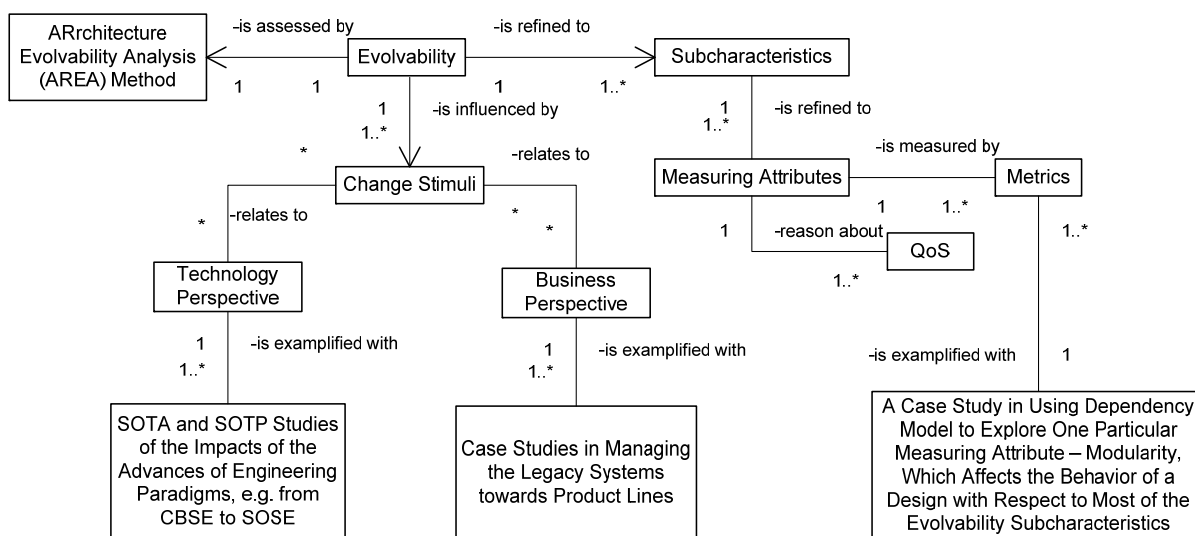 ARrchitecture
Evolvability Analysis
(AREA) Method
-is assessed by
1
1
Evolvability
-is refined to
1
1..*
Subcharacteristics
1
-is influenced by
1..*
1
-is refined to
1..*
*
-relates to
Change Stimuli
Measuring Attributes
-is measured by
1
1..*
Metrics
*
-relates to
*
*
1
-reason about
1..*
QoS
1..*
Technology
Perspective
Business
Perspective
1
-is examplified with
1..*
1
-is examplified with
1..*
-is examplified with
1
SOTA and SOTP Studies
of the Impacts of the
Advances of Engineering
Paradigms, e.g. from
CBSE to SOSE
Case Studies in Managing
the Legacy Systems
towards Product Lines
A Case Study in Using Dependency
Model to Explore One Particular
Measuring Attribute – Modularity,
Which Affects the Behavior of a
Design with Respect to Most of the
Evolvability Subcharacteristics